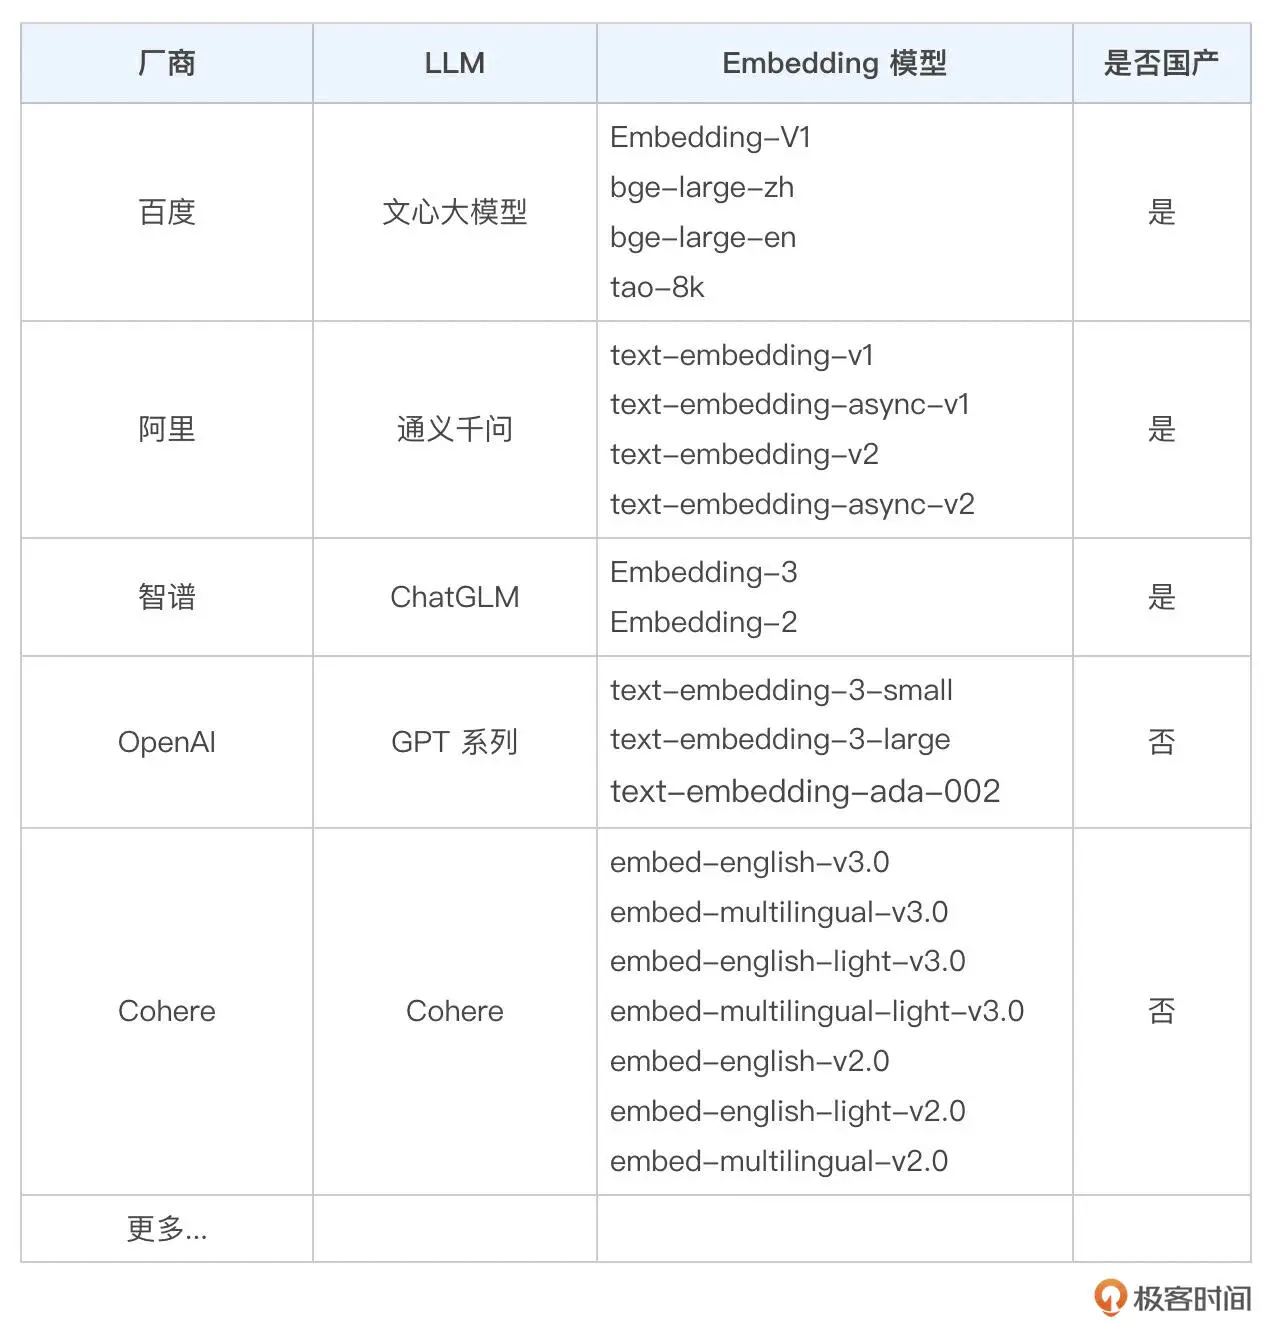 厂商 LLM Embedding 模型 是否国产
百度 文心大模型 Embedding-V1 是
bge-large-zh
bge-large-en
tao-8k
阿里 通义千问 text-embedding-v1 是
text-embedding-async-v1
text-embedding-v2
text-embedding-async-v2
智谱 ChatGLM Embedding-3 是
Embedding-2
OpenAI GPT 系列 text-embedding-3-small 否
text-embedding-3-large
text-embedding-ada-002
Cohere Cohere embed-english-v3.0 否
embed-multilingual-v3.0
embed-english-light-v3.0
embed-multilingual-light-v3.0
embed-english-v2.0
embed-english-light-v2.0
embed-multilingual-v2.0
更多...
极客时间